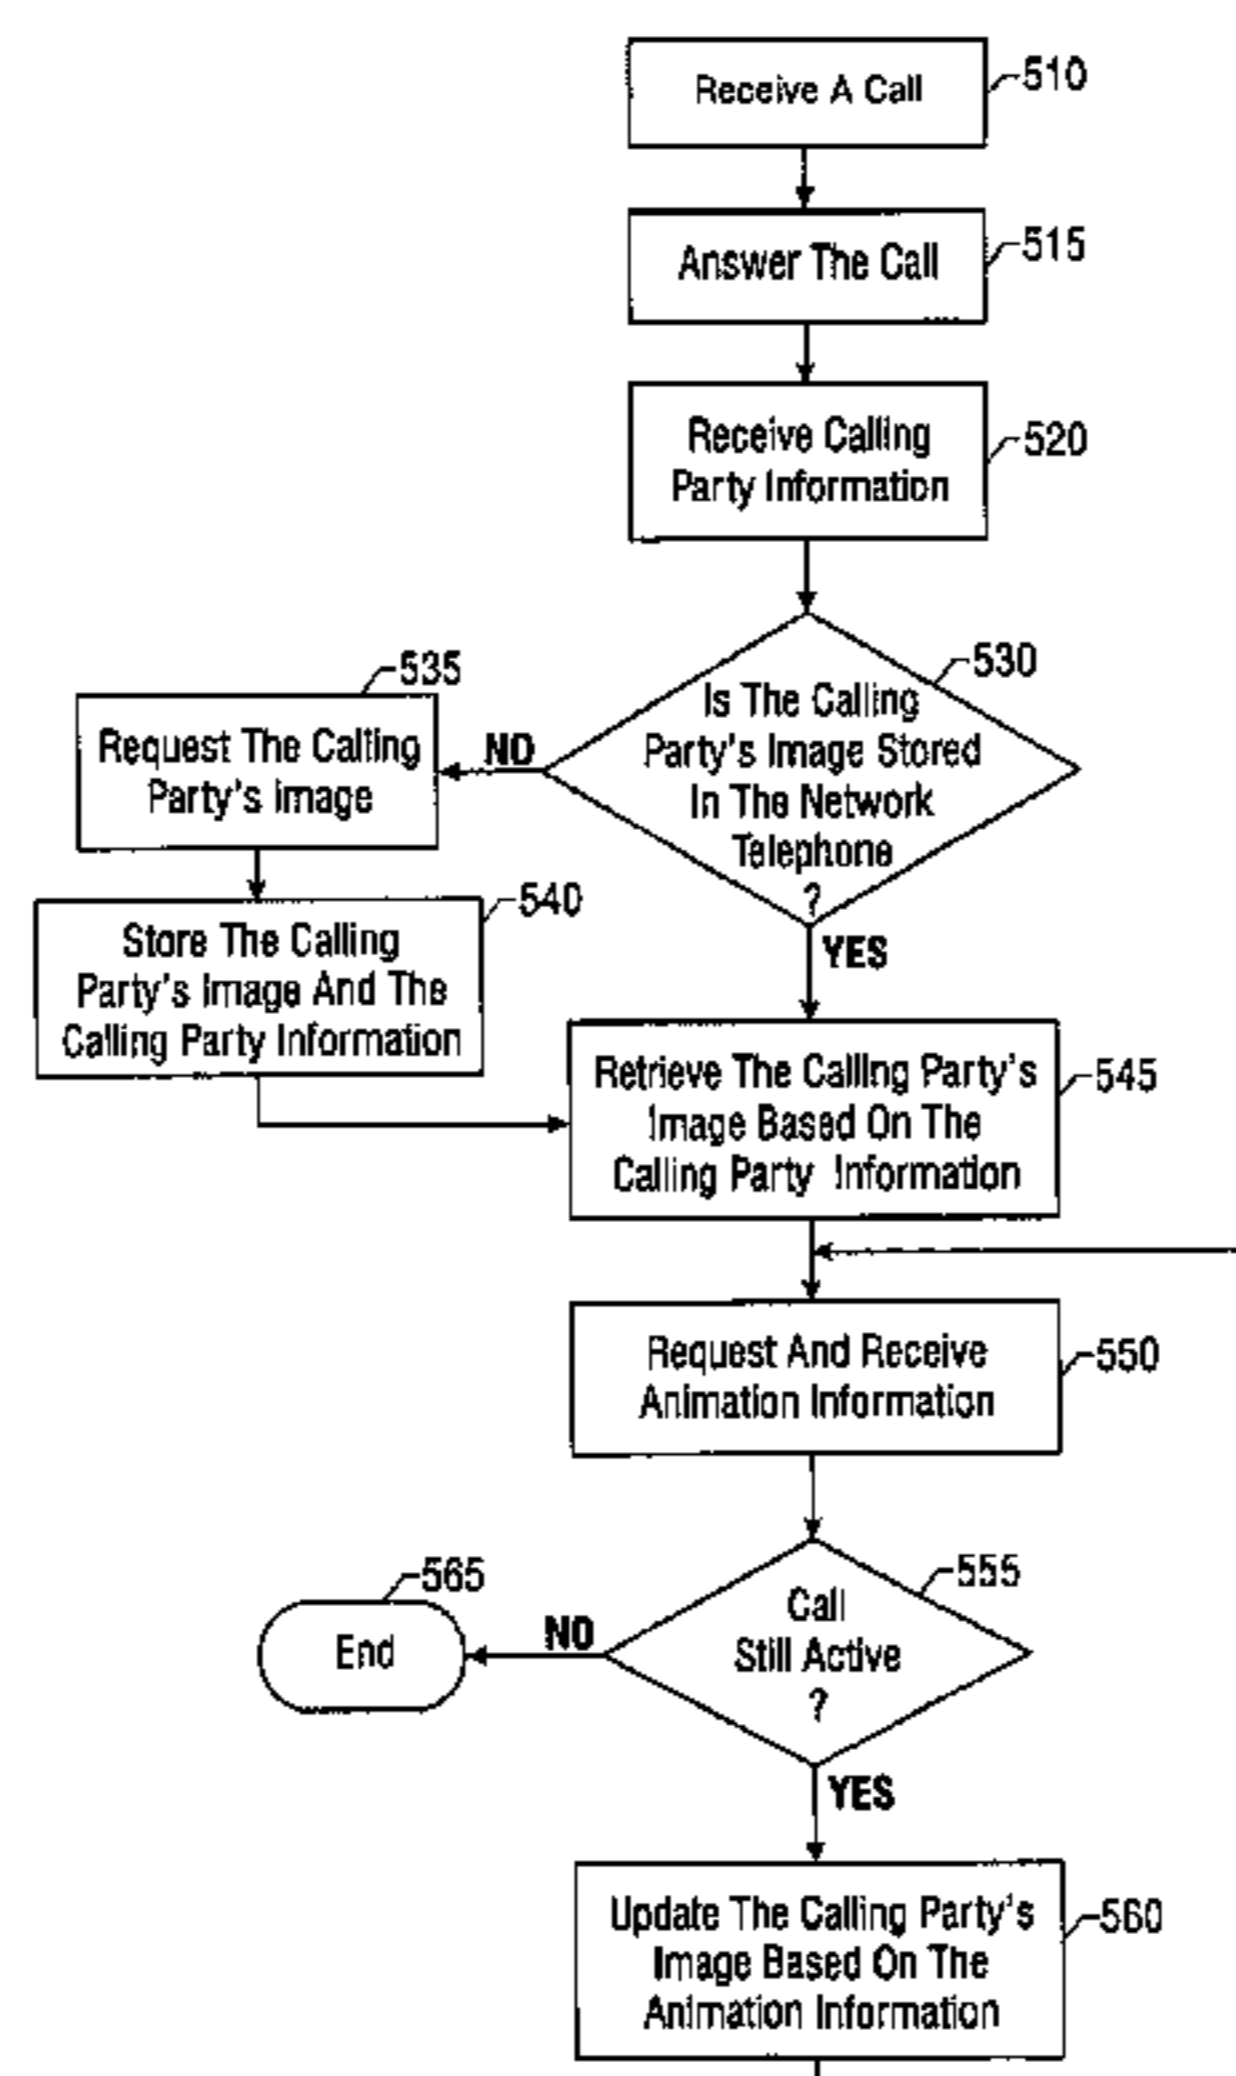 Receive A Call
510
Answer The Call
515
Receive Calling
Party Information
520
530
Is The Calling
Party's Image Stored
In The Network
Telephone
?
NO
YES
535
Request The Calling
Party's Image
540
Store The Calling
Party's Image And The
Calling Party Information
Retrieve The Calling Party's
Image Based On The
Calling Party Information
545
Request And Receive
Animation Information
550
555
Call
Still Active
?
NO
565
End
YES
Update The Calling Party's
Image Based On The
Animation Information
560